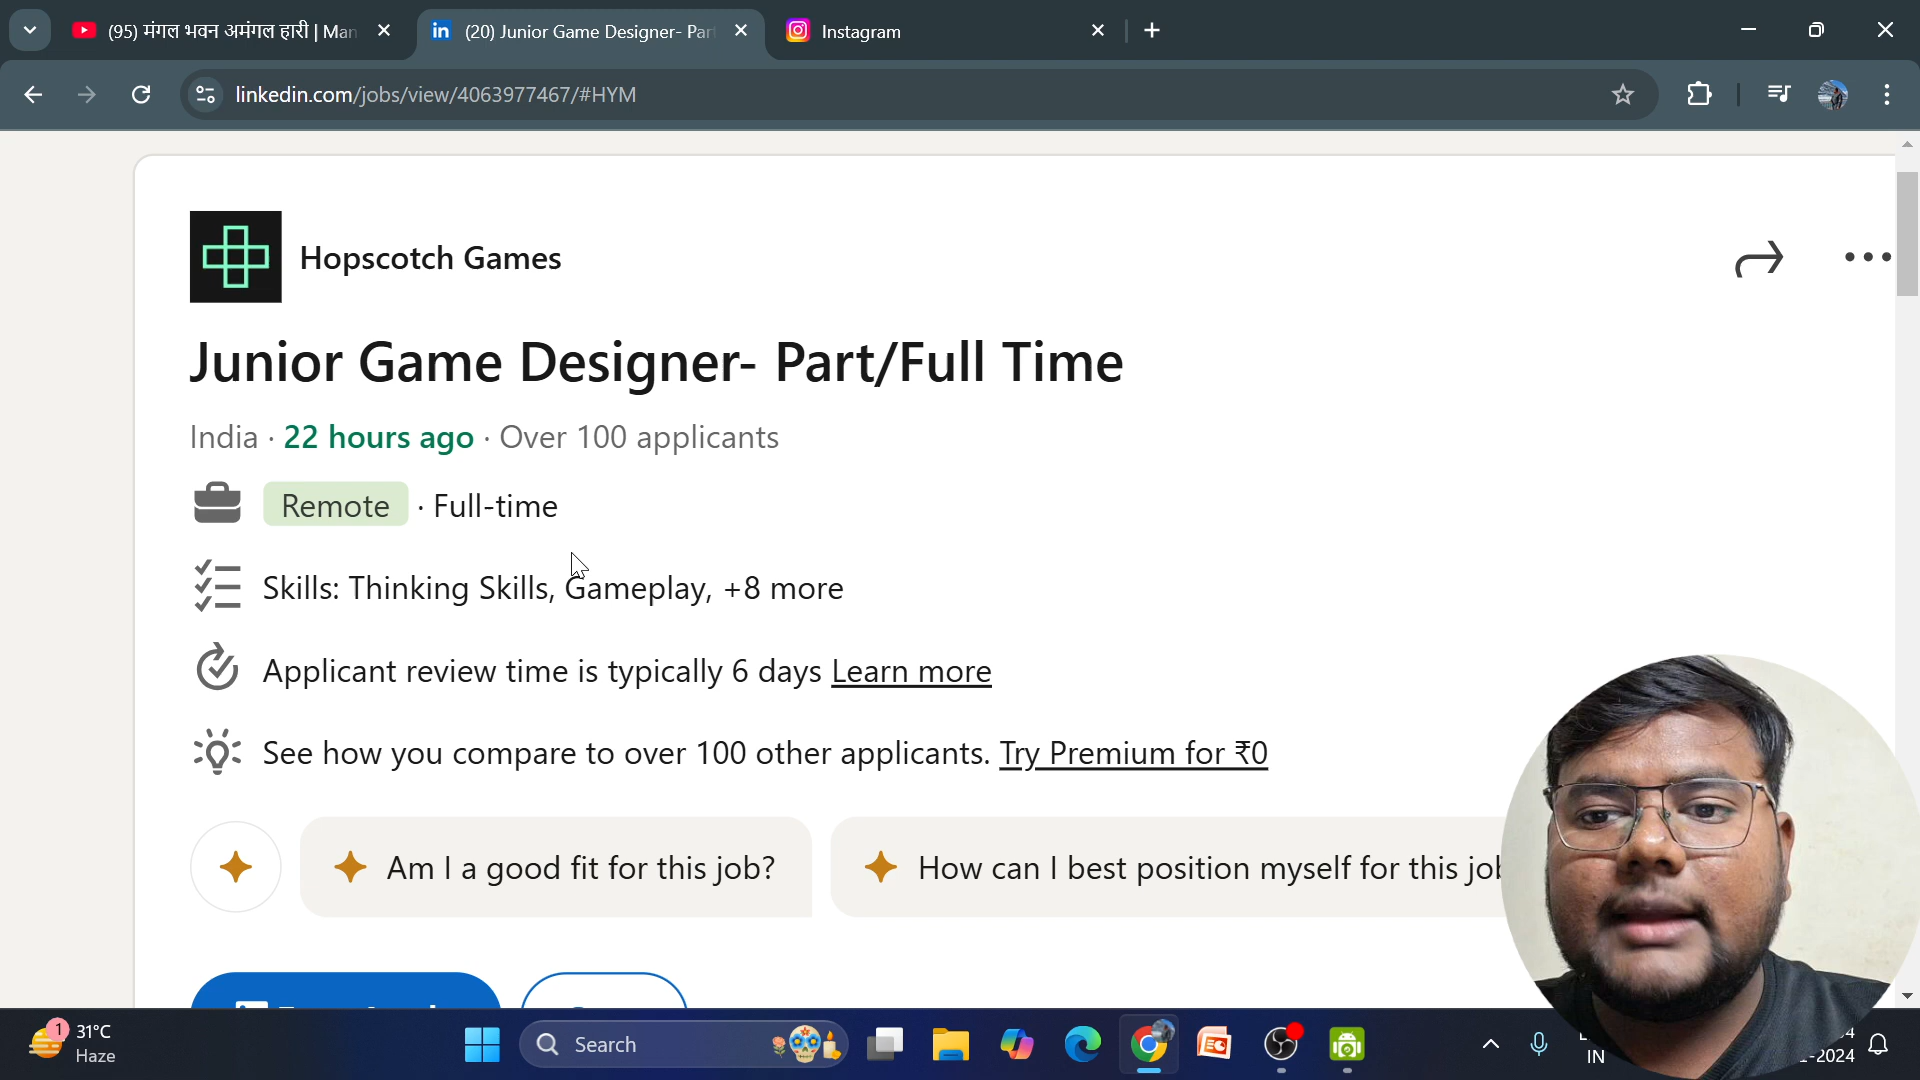 (95) मंगल भवन अमंगल हारी | Man
(20) Junior Game Designer- Par
Instagram
linkedin.com/jobs/view/4063977467/#HYM
Hopscotch Games
Junior Game Designer- Part/Full Time
India · 22 hours ago · Over 100 applicants
Remote · Full-time
Skills: Thinking Skills, Gameplay, +8 more
Applicant review time is typically 6 days Learn more
See how you compare to over 100 other applicants. Try Premium for ₹0
Am I a good fit for this job?
How can I best position myself for this job
1
31°C
Haze
Search
IN
-2024